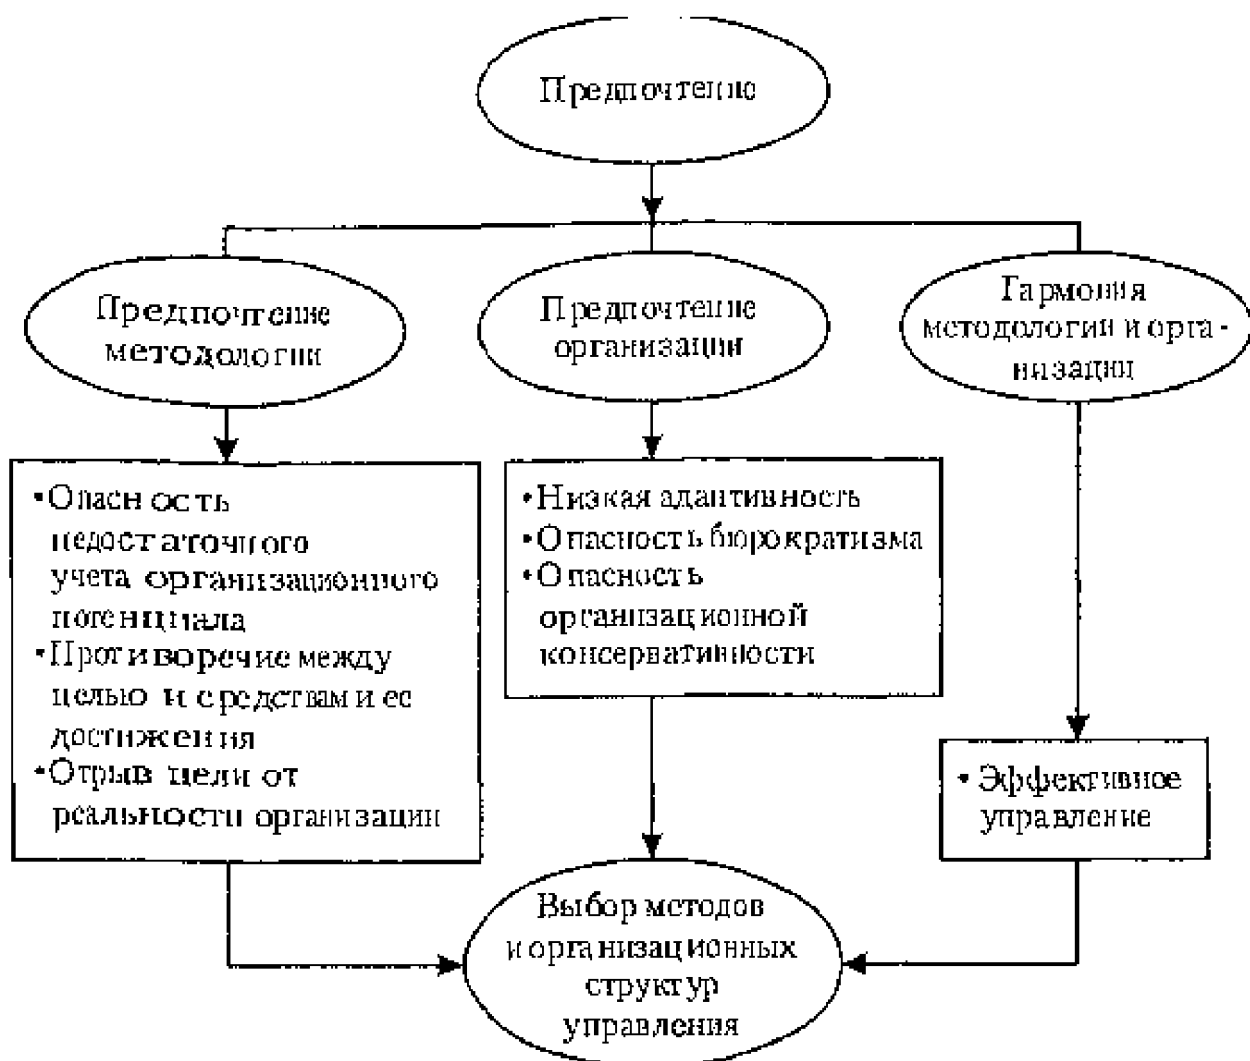 Предпочтение
Предпочтение
методологии
Предпочтение
организации
Гармония
методологии и орга-
низации
•Опасность
недостаточного
учета организационного
потенциала
•Противоречие между
целью и средствами ее
достижения
•Отрыв цели от
реальности организации
•Низкая адаптивность
•Опасность бюрократизма
•Опасность
организационной
консервативности
• Эффективное
управление
Выбор методов
и организационных
структур
управления